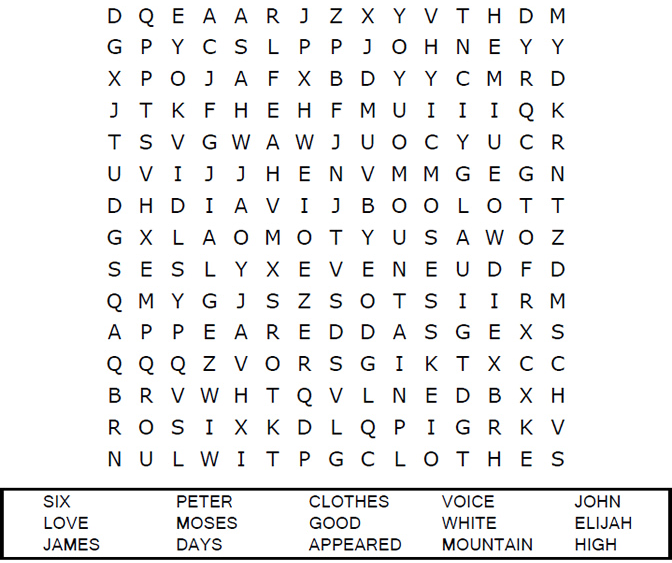 D Q E A A R J Z X Y V T H D M
G P Y C S L P P J O H N E Y Y
X P O J A F X B D Y Y C M R D
J T K F H E H F M U I I I Q K
T S V G W A W J U O C Y U C R
U V I J J H E N V M M G E G N
D H D I A V I J B O O L O T T
G X L A O M O T Y U S A W O Z
S E S L Y X E V E N E U D F D
Q M Y G J S Z S O T S I I R M
A P P E A R E D D A S G E X S
Q Q Q Z V O R S G I K T X C C
B R V W H T Q V L N E D B X H
R O S I X K D L Q P I G R K V
N U L W I T P G C L O T H E S
SIX PETER CLOTHES VOICE JOHN
LOVE MOSES GOOD WHITE ELIJAH
JAMES DAYS APPEARED MOUNTAIN HIGH